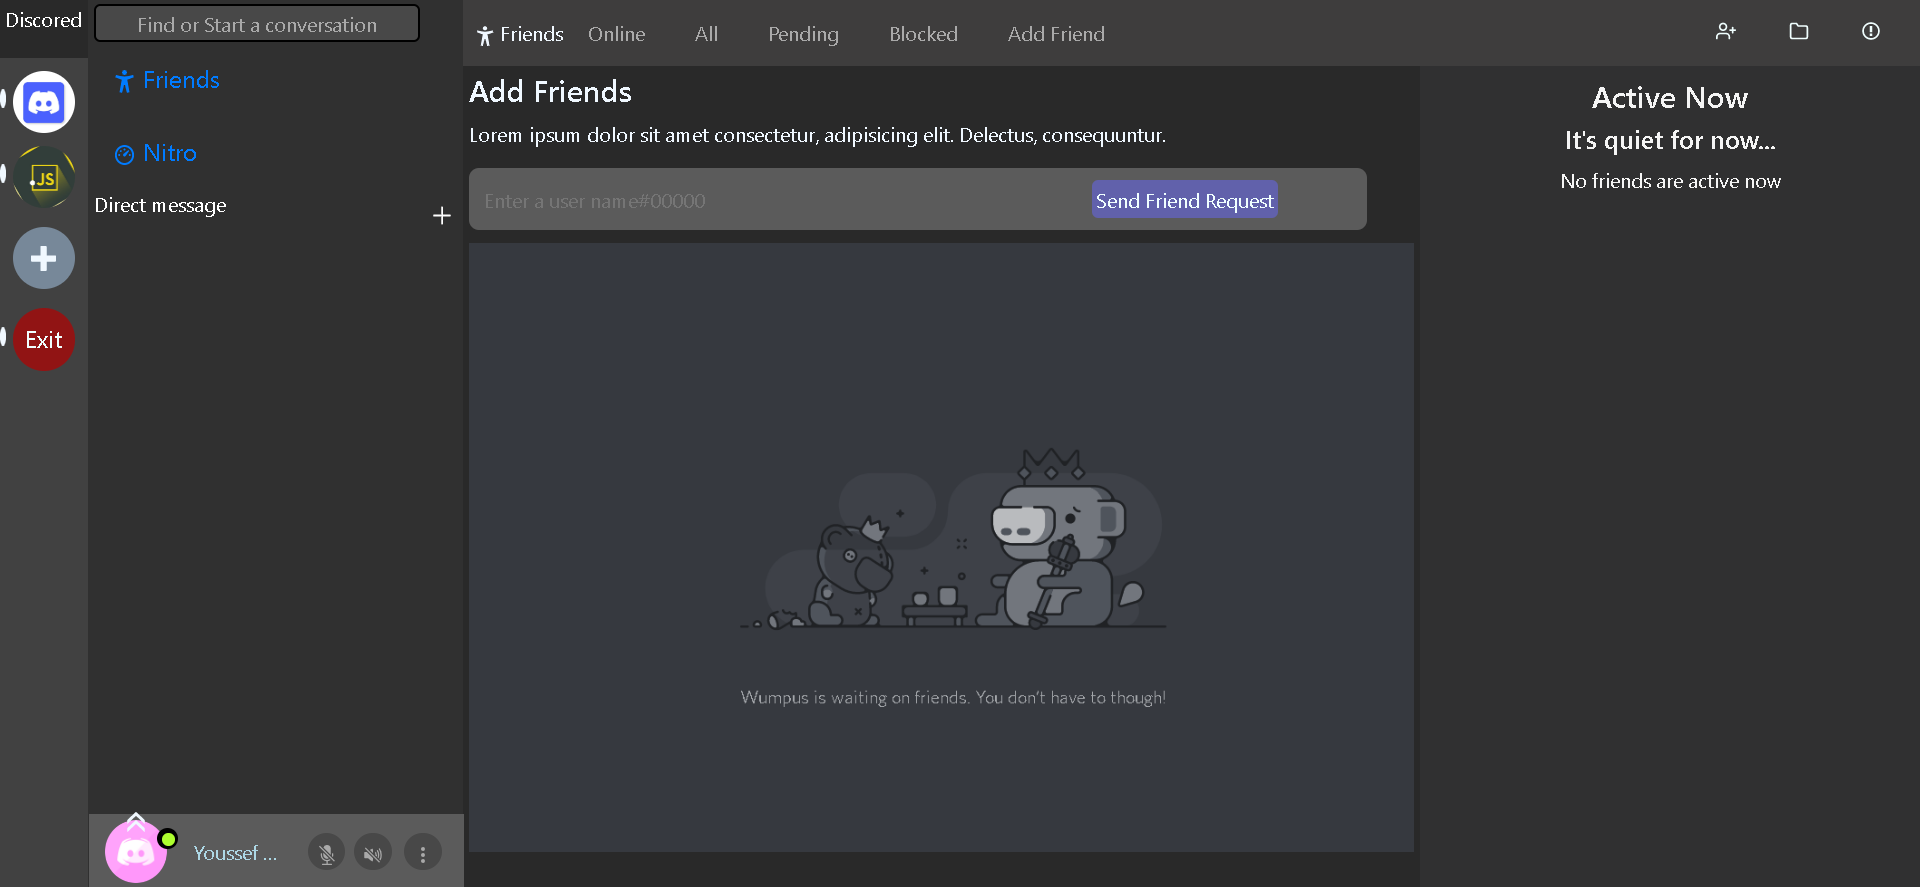 Discored
Find or Start a conversation
Friends
Nitro
Direct message
JS
Exit
Youssef ...
Friends Online All Pending Blocked Add Friend
Add Friends
Lorem ipsum dolor sit amet consectetur, adipisicing elit. Delectus, consequuntur.
Enter a user name#00000
Send Friend Request
Wumpus is waiting on friends. You don't have to though!
Active Now
It's quiet for now...
No friends are active now